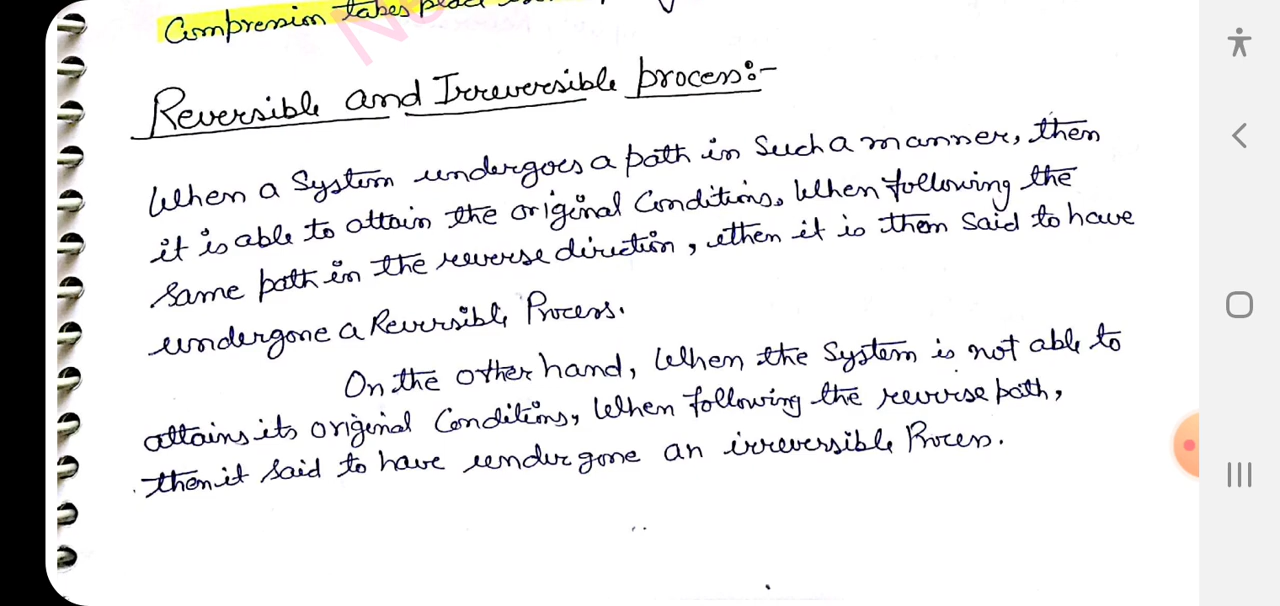 Compression takes place
Reversible and Irreversible process:-
When a System undergoes a path in Such a manner, then
it is able to attain the original Conditions, When following the
same path in the reverse direction, then it is then said to have
undergone a Reversible Process.
On the other hand, When the System is not able to
attains its original Conditions, When following the reverse path,
then it said to have undergone an irreversible Process.